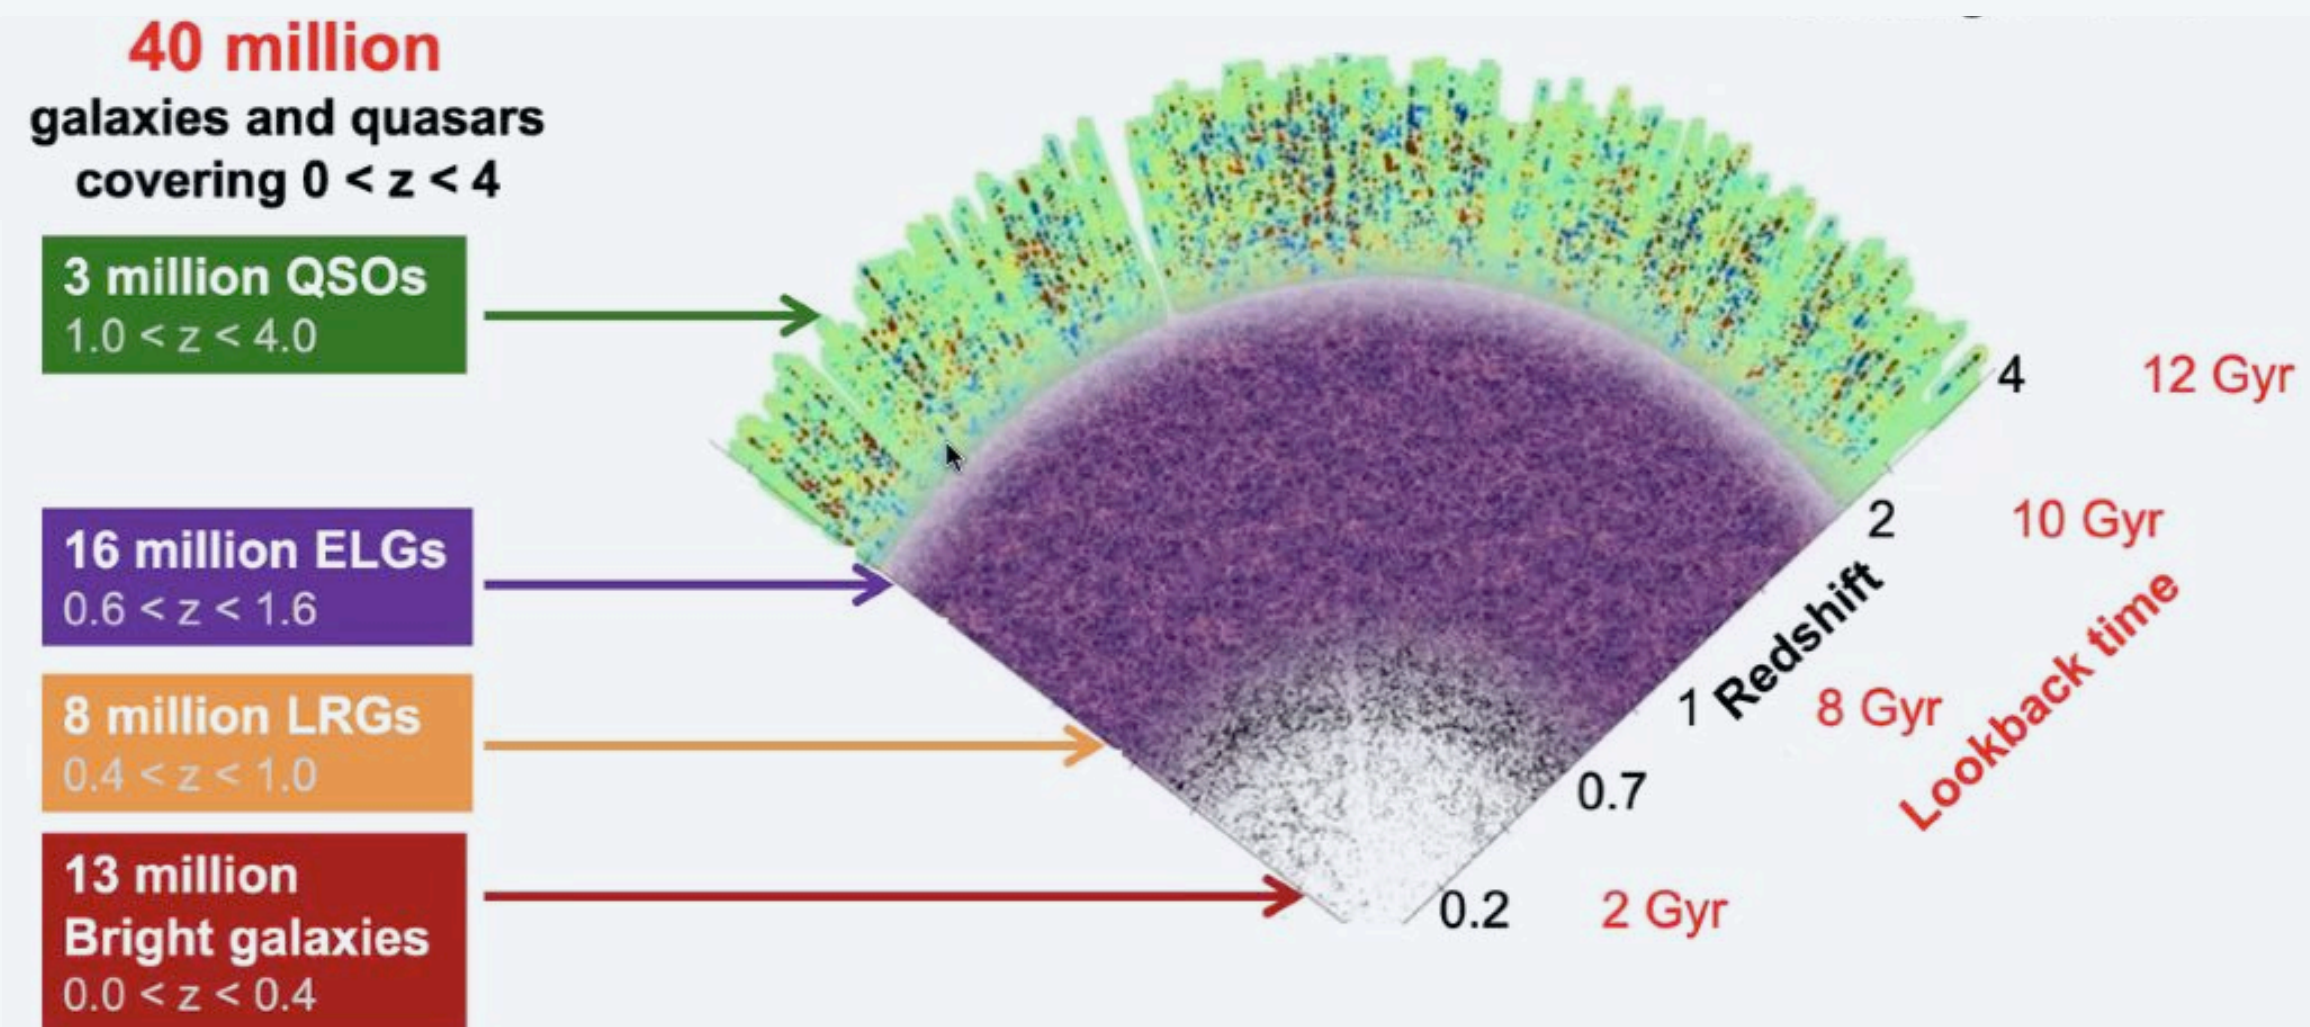 40 million
galaxies and quasars
covering 0 < z < 4
3 million QSOs
1.0 < z < 4.0
16 million ELGs
0.6 < z < 1.6
8 million LRGs
0.4 < z < 1.0
13 million
Bright galaxies
0.0 < z < 0.4
4
12 Gyr
2
10 Gyr
Redshift
1
8 Gyr
Lookback time
0.7
0.2
2 Gyr